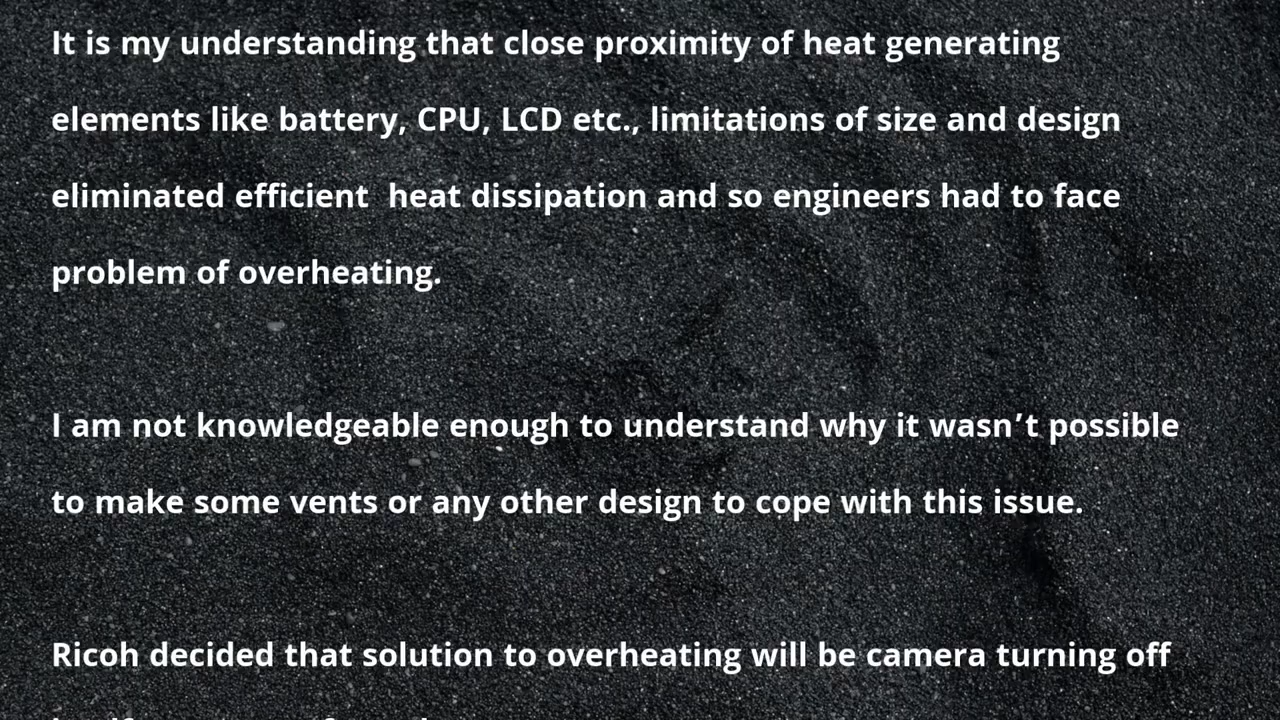 It is my understanding that close proximity of heat generating
elements like battery, CPU, LCD etc., limitations of size and design
eliminated efficient  heat dissipation and so engineers had to face
problem of overheating.
I am not knowledgeable enough to understand why it wasn’t possible
to make some vents or any other design to cope with this issue.
Ricoh decided that solution to overheating will be camera turning off